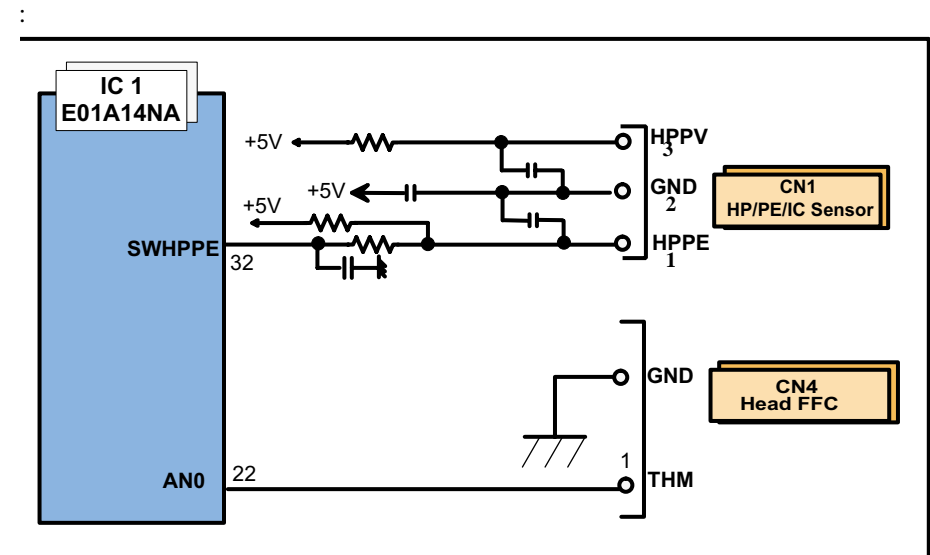 :
IC 1
E01A14NA
+5V
HPPV
3
+5V
GND
2
CN1
HP/PE/IC Sensor
+5V
SWHPPE
32
HPPE
1
GND
CN4
Head FFC
AN0
22
1
THM